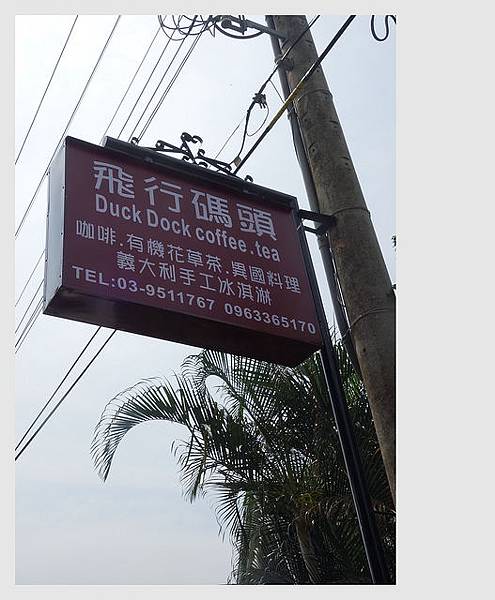 飛行碼頭
Duck Dock coffee.tea
咖啡.有機花草茶.異國料理
義大利手工冰淇淋
TEL:03-9511767 0963365170